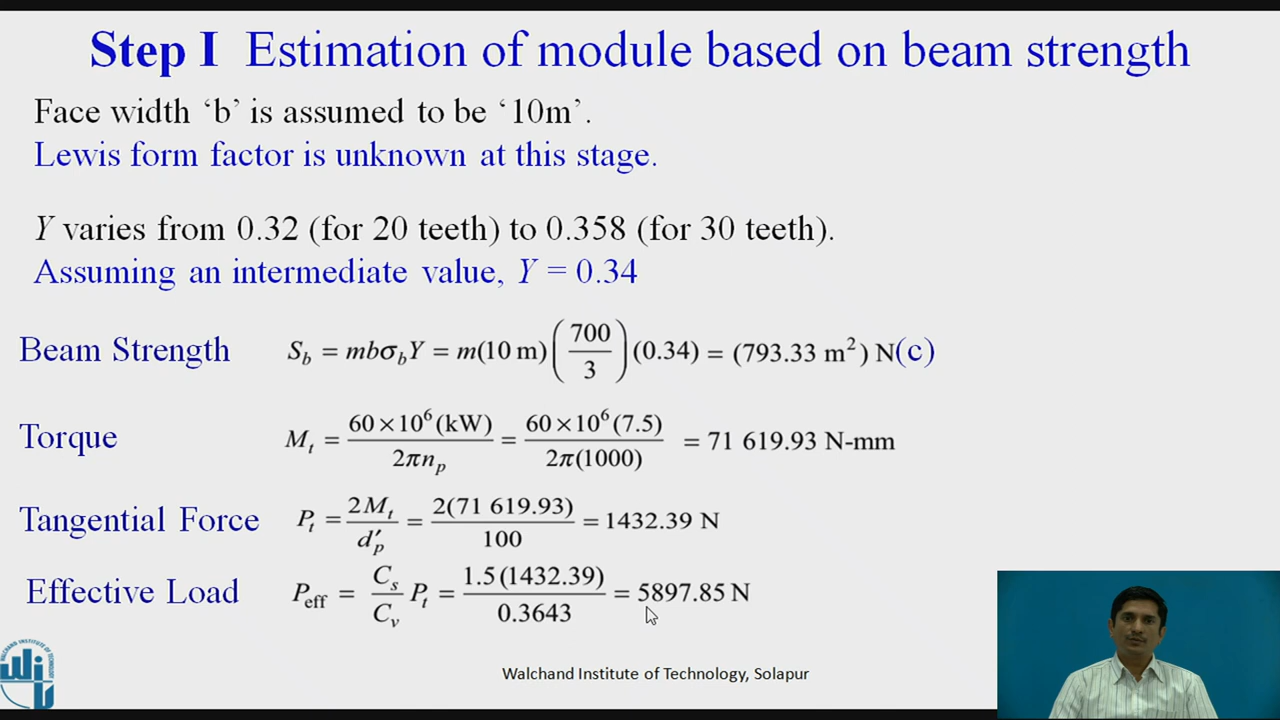 Step I Estimation of module based on beam strength
Face width ‘b’ is assumed to be ‘10m’.
Lewis form factor is unknown at this stage.
Y varies from 0.32 (for 20 teeth) to 0.358 (for 30 teeth).
Assuming an intermediate value, Y = 0.34
Beam Strength S_b = mbσ_bY = m(10 m)(700/3)(0.34) = (793.33 m²) N(c)
Torque M_t = 60×10⁶(kW)/2πn_p = 60×10⁶(7.5)/2π(1000) = 71 619.93 N-mm
Tangential Force P_t = 2M_t/d′_p = 2(71 619.93)/100 = 1432.39 N
Effective Load P_eff = C_s/C_v P_t = 1.5(1432.39)/0.3643 = 5897.85 N
WALCHAND INSTITUTE OF TECHNOLOGY
WIT
Walchand Institute of Technology, Solapur